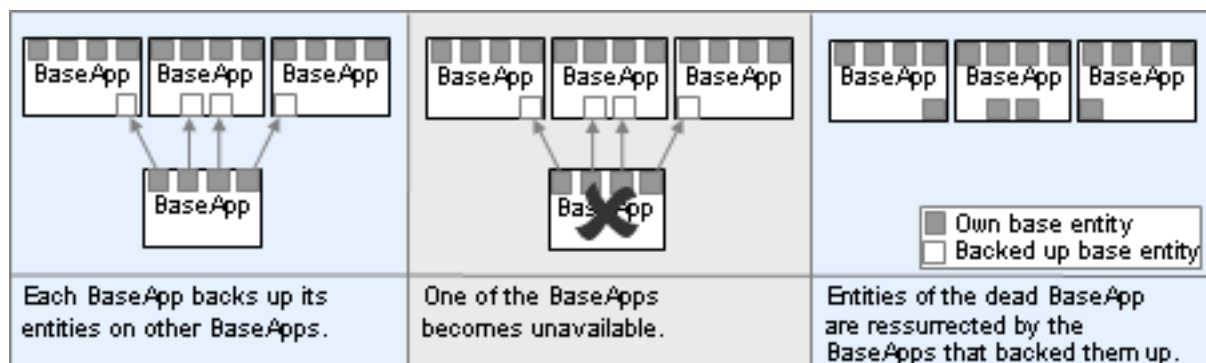 BaseApp BaseApp BaseApp
BaseApp
BaseApp BaseApp BaseApp
BaseApp
BaseApp BaseApp BaseApp
Own base entity
Backed up base entity
Each BaseApp backs up its
entities on other BaseApps.
One of the BaseApps
becomes unavailable.
Entities of the dead BaseApp
are ressurrected by the
BaseApps that backed them up.